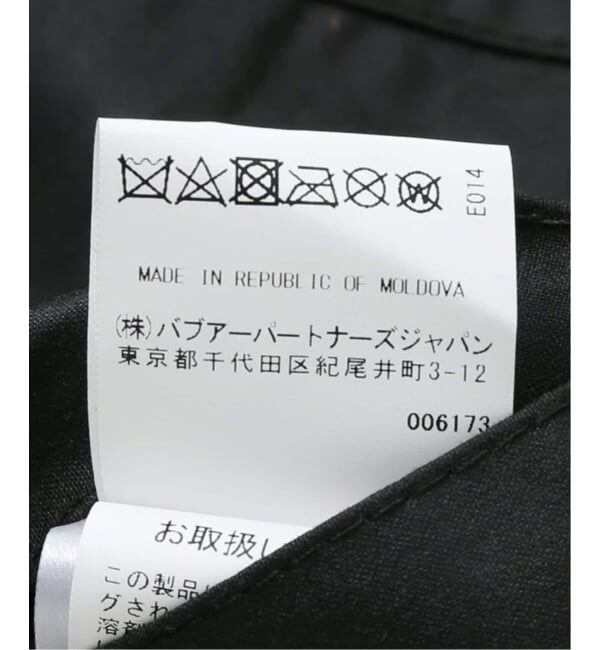 E014
MADE IN REPUBLIC OF MOLDOVA
(株)バブアーパートナーズジャパン
東京都千代田区紀尾井町3-12
006173
お取扱い
この製品
グされ
溶剤